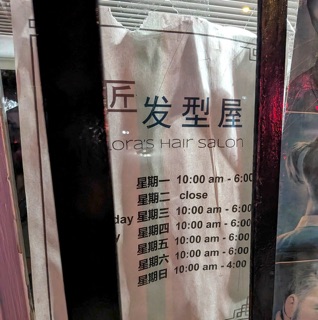 匠发型屋
lora's Hair Salon
星期一 10:00 am - 6:00
星期二 close
day 星期三 10:00 am - 6:00
y 星期四 10:00 am - 6:00
星期五 10:00 am - 6:00
星期六 10:00 am - 6:00
星期日 10:00 am - 4:00